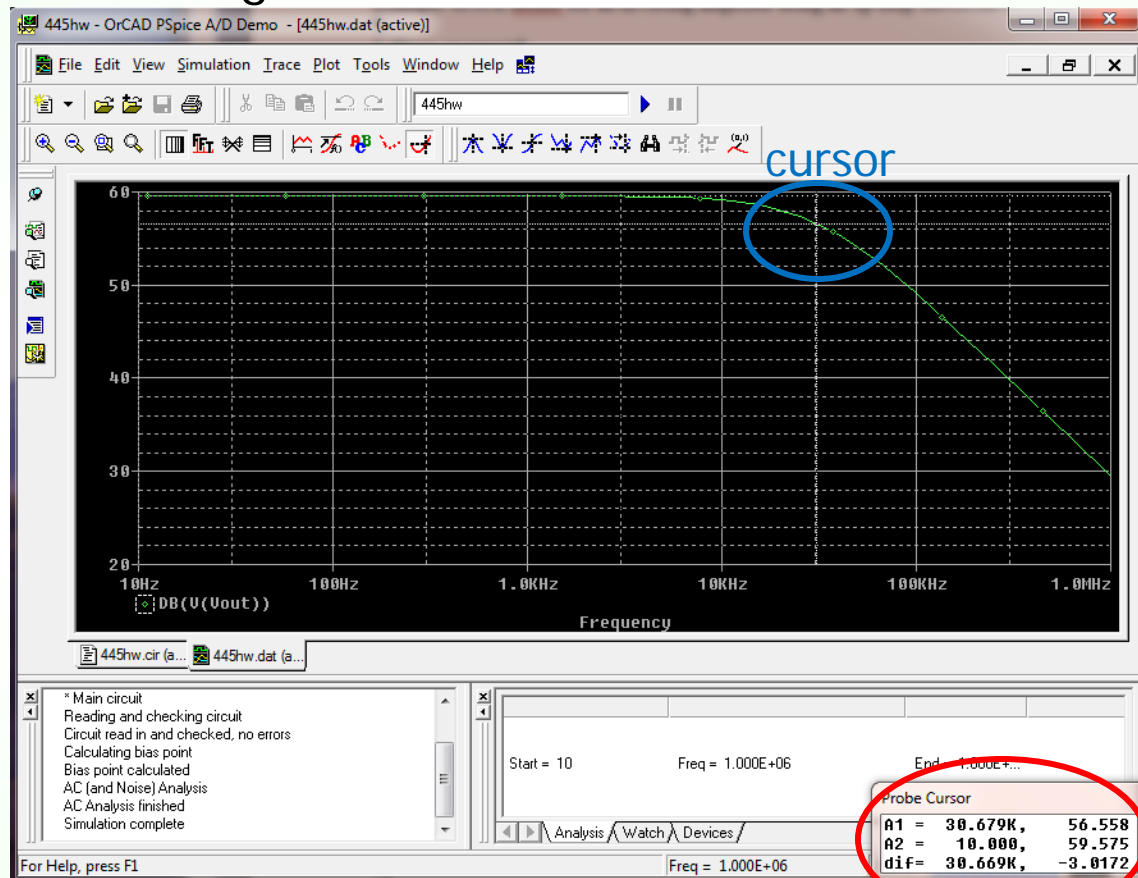 445hw - OrCAD PSpice A/D Demo - [445hw.dat (active)]
File Edit View Simulation Trace Plot Tools Window Help
445hw
cursor
60
50
40
30
20
10Hz 100Hz 1.0KHz 10KHz 100KHz 1.0MHz
DB(V(Vout))
Frequency
445hw.cir (a... 445hw.dat (a...
* Main circuit
Reading and checking circuit
Circuit read in and checked, no errors
Calculating bias point
Bias point calculated
AC (and Noise) Analysis
AC Analysis finished
Simulation complete
Start = 10 Freq = 1.000E+06 End = 1.000E+...
Analysis Watch Devices
Probe Cursor
A1 = 30.679K, 56.558
A2 = 10.000, 59.575
dif= 30.669K, -3.0172
For Help, press F1 Freq = 1.000E+06